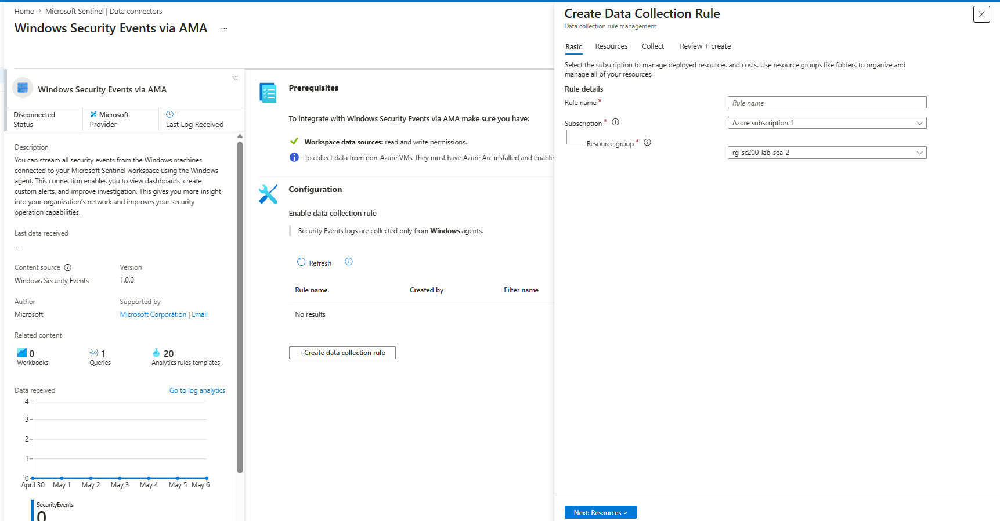 Home > Microsoft Sentinel | Data connectors
Windows Security Events via AMA ...
«
Windows Security Events via AMA
Disconnected
Status
Microsoft
Provider
--
Last Log Received
Description
You can stream all security events from the Windows machines
connected to your Microsoft Sentinel workspace using the Windows
agent. This connection enables you to view dashboards, create
custom alerts, and improve investigation. This gives you more insight
into your organization's network and improves your security
operation capabilities.
Last data received
--
Content source
Windows Security Events
Version
1.0.0
Author
Microsoft
Supported by
Microsoft Corporation | Email
Related content
0
Workbooks
1
Queries
20
Analytics rules templates
Data received
Go to log analytics
4
3
2
1
0
April 30 May 1 May 2 May 3 May 4 May 5 May 6
SecurityEvents
0
Prerequisites
To integrate with Windows Security Events via AMA make sure you have:
Workspace data sources: read and write permissions.
To collect data from non-Azure VMs, they must have Azure Arc installed and enable
Configuration
Enable data collection rule
Security Events logs are collected only from Windows agents.
Refresh
Rule name Created by Filter name
No results
+Create data collection rule
Create Data Collection Rule
Data collection rule management
Basic Resources Collect Review + create
Select the subscription to manage deployed resources and costs. Use resource groups like folders to organize and
manage all of your resources.
Rule details
Rule name *
Rule name
Subscription *
Azure subscription 1
Resource group *
rg-sc200-lab-sea-2
Next: Resources >